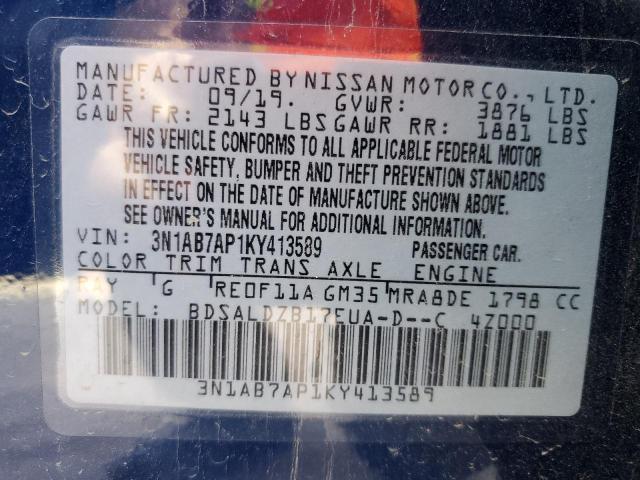 MANUFACTURED BY NISSAN MOTOR CO., LTD.
DATE: 09/19. GVWR: 3876 LBS
GAWR FR: 2143 LBS GAWR RR: 1881 LBS
THIS VEHICLE CONFORMS TO ALL APPLICABLE FEDERAL MOTOR
VEHICLE SAFETY, BUMPER AND THEFT PREVENTION STANDARDS
IN EFFECT ON THE DATE OF MANUFACTURE SHOWN ABOVE.
SEE OWNER'S MANUAL FOR ADDITIONAL INFORMATION.
VIN: 3N1AB7AP1KY413589 PASSENGER CAR.
COLOR TRIM TRANS AXLE ENGINE
RAY G RE0F11A GM35 MRA8DE 1798 CC
MODEL: BDSALDZB17EUA-D--C 4Z000
3N1AB7AP1KY413589